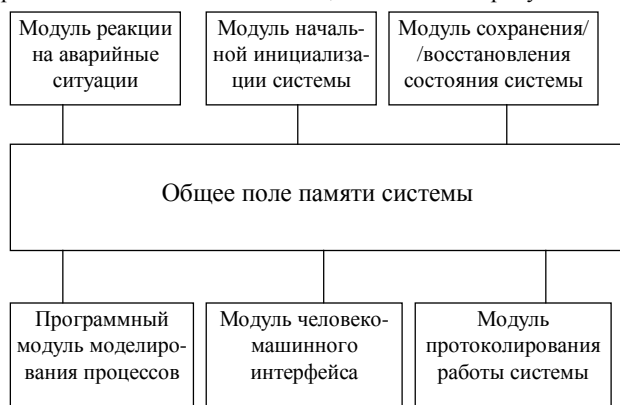 Модуль реакции
на аварийные
ситуации
Модуль началь-
ной инициализа-
ции системы
Модуль сохранения/
/восстановления
состояния системы
Общее поле памяти системы
Программный
модуль моделиро-
вания процессов
Модуль человеко-
машинного
интерфейса
Модуль
протоколирования
работы системы